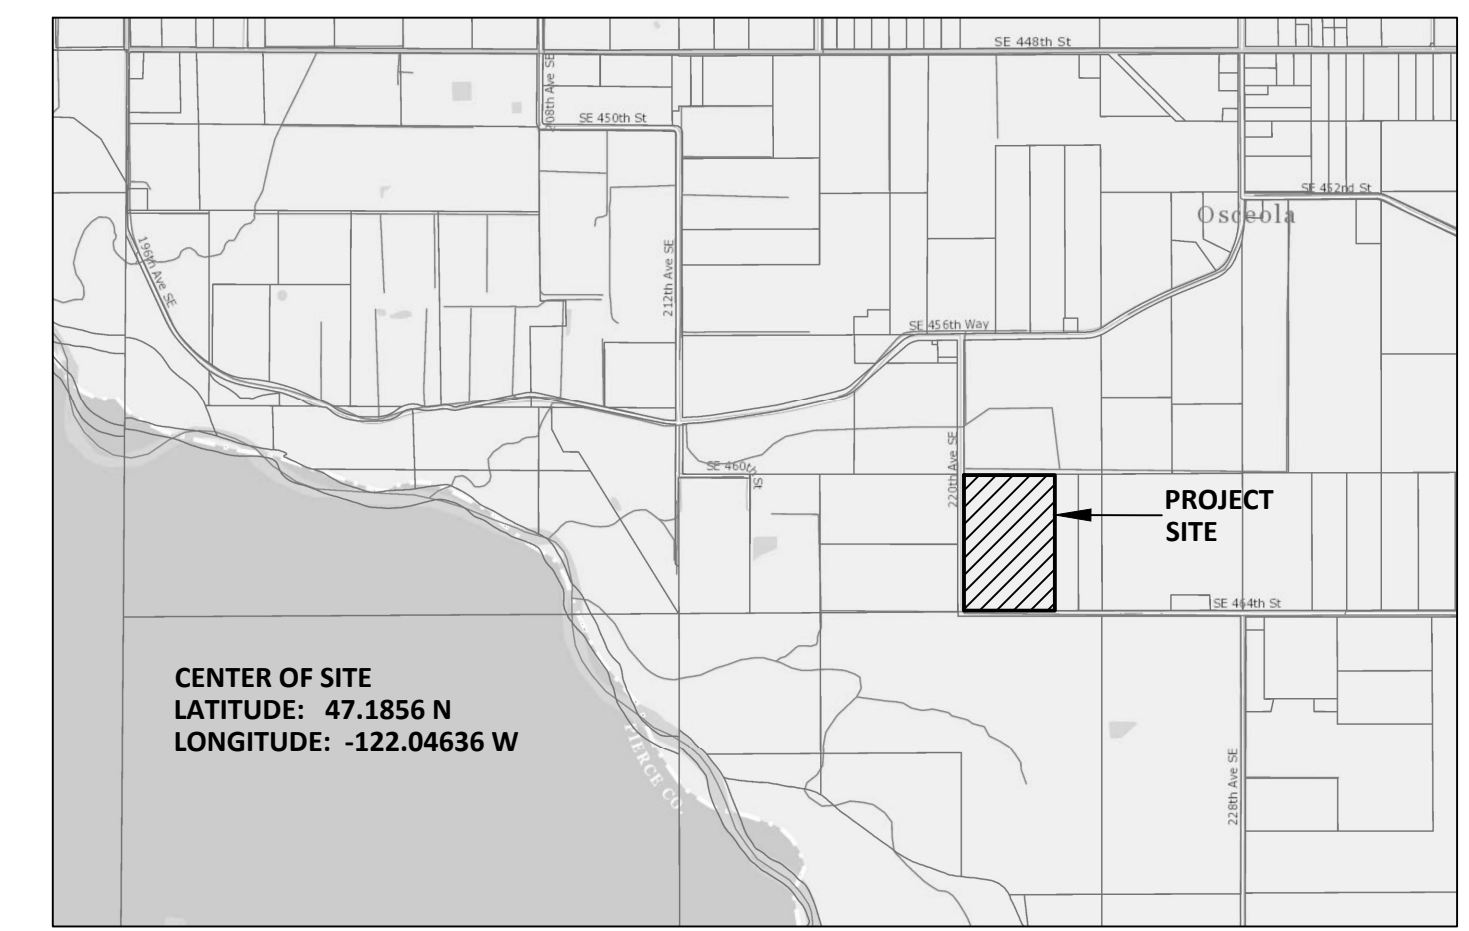 SE 448th St
208th Ave SE
SE 450th St
SE 452nd St
Osceola
196th Ave SE
212th Ave SE
SE 456th Way
220th Ave SE
SE 460th St
PROJECT
SITE
SE 464th St
CENTER OF SITE
LATITUDE: 47.1856 N
LONGITUDE: -122.04636 W
PIERCE CO.
228th Ave SE